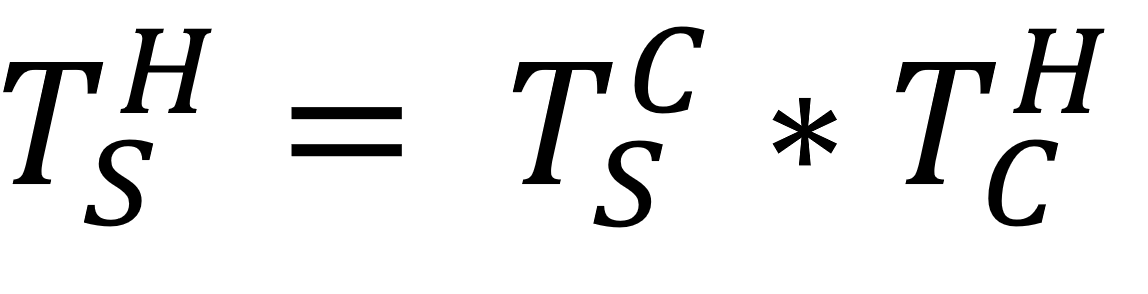 T_S^H = T_S^C * T_C^H